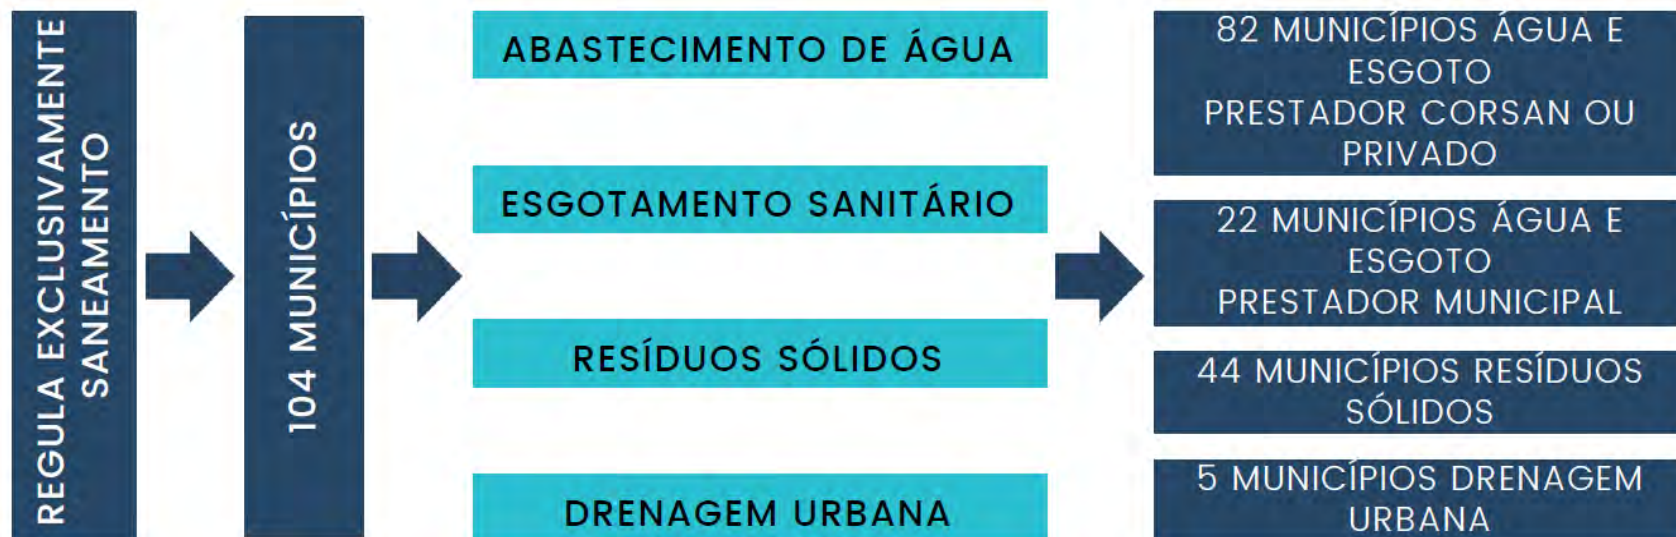 REGULA EXCLUSIVAMENTE
SANEAMENTO
104 MUNICÍPIOS
ABASTECIMENTO DE ÁGUA
ESGOTAMENTO SANITÁRIO
RESÍDUOS SÓLIDOS
DRENAGEM URBANA
82 MUNICÍPIOS ÁGUA E
ESGOTO
PRESTADOR CORSAN OU
PRIVADO
22 MUNICÍPIOS ÁGUA E
ESGOTO
PRESTADOR MUNICIPAL
44 MUNICÍPIOS RESÍDUOS
SÓLIDOS
5 MUNICÍPIOS DRENAGEM
URBANA